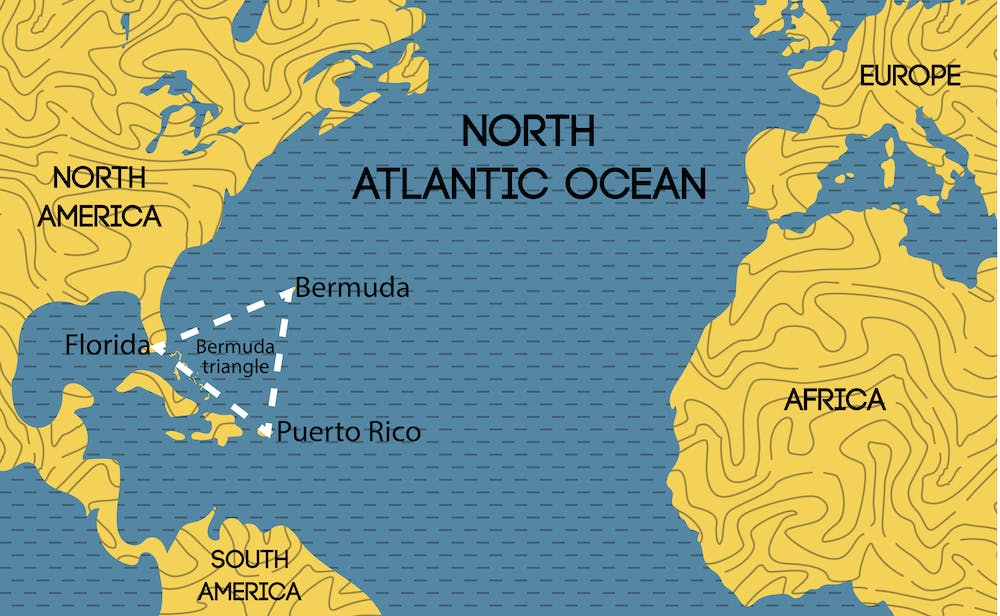 EUROPE
NORTH
ATLANTIC OCEAN
NORTH
AMERICA
Bermuda
Florida
Bermuda
triangle
AFRICA
Puerto Rico
SOUTH
AMERICA